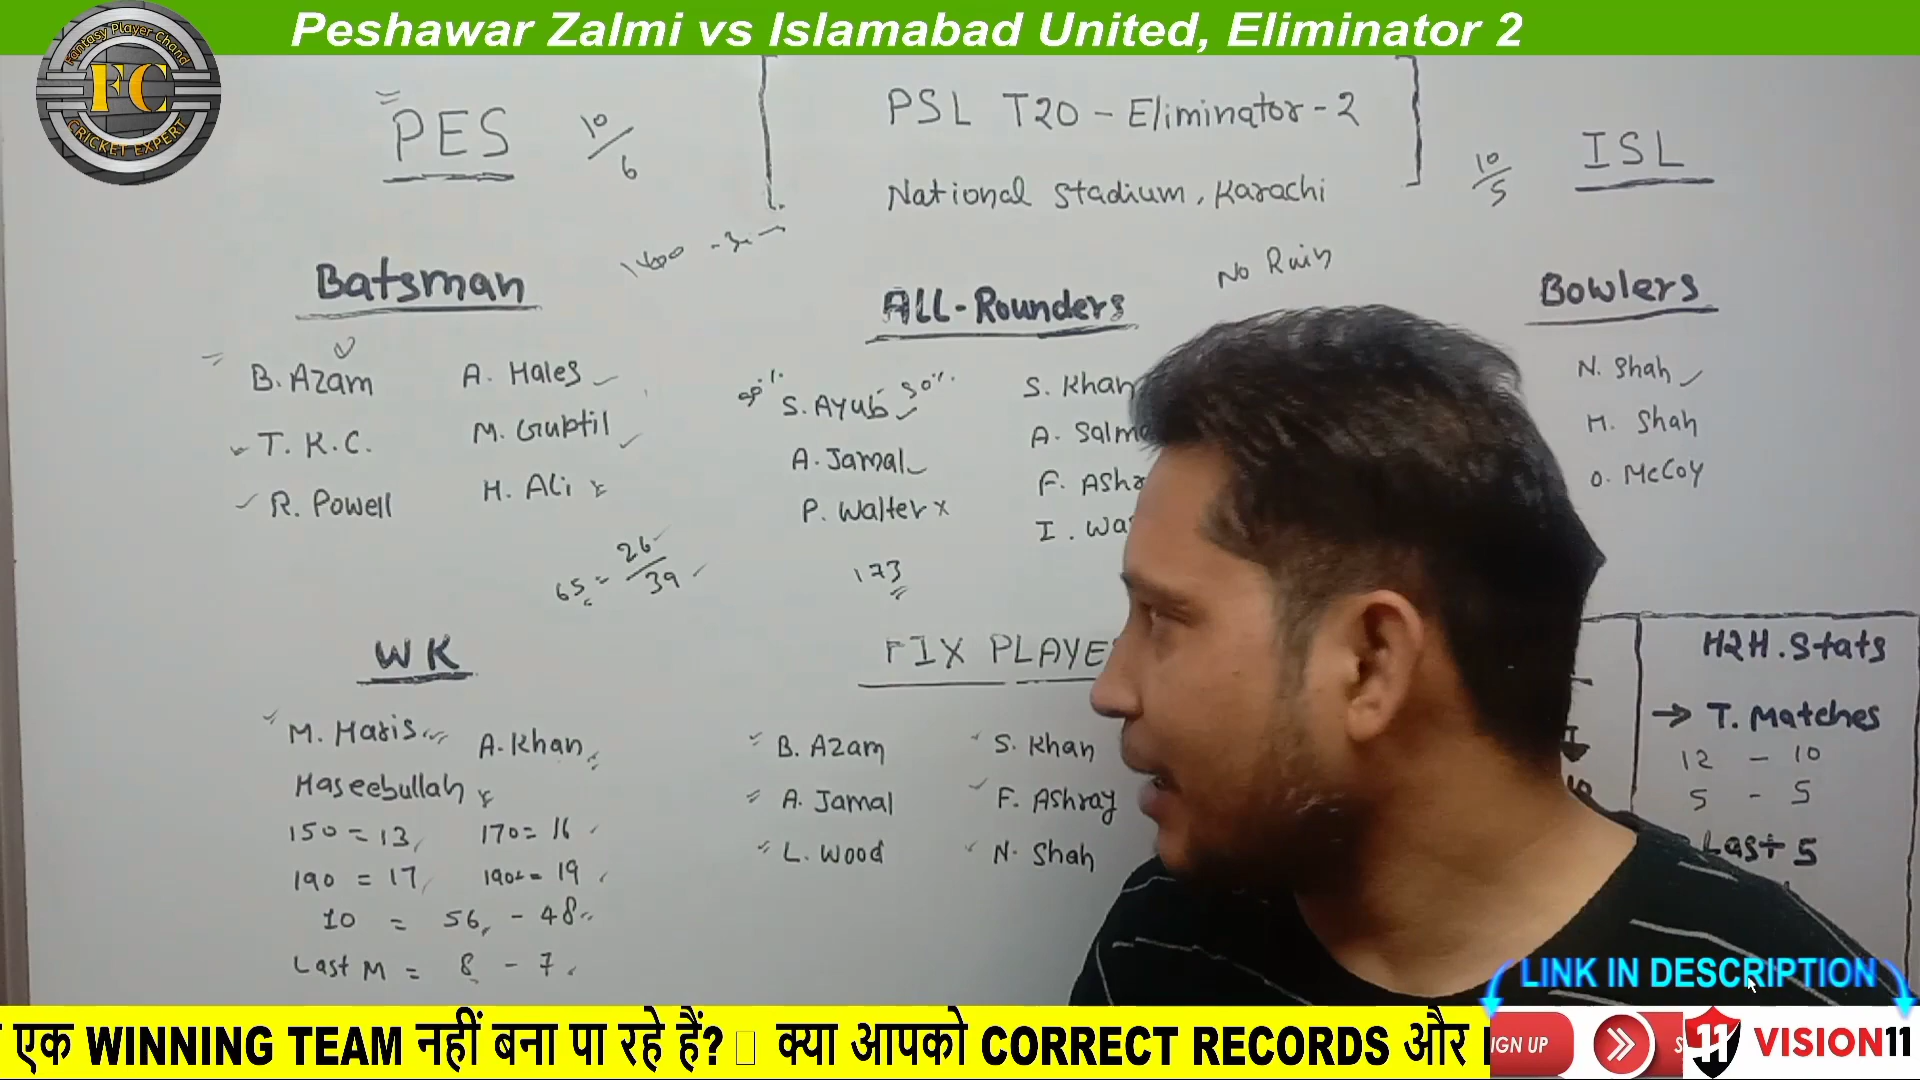 Peshawar Zalmi vs Islamabad United, Eliminator 2
Fantasy Player Chand
FC
CRICKET EXPERT
PES
10/6
PSL T20 - Eliminator - 2
National Stadium, Karachi
10/5
ISL
No Rain
Batsman
B. Azam
A. Hales
T. K. C.
M. Guptil
R. Powell
H. Ali x
65 = 26/39
ALL-Rounders
S. Ayub 50%.
S. Khan
A. Jamal
A. Salm
P. Walter x
F. Ashr
I. Wa
173
Bowlers
N. Shah
H. Shah
O. McCoy
WK
M. Haris
A. Khan
Haseebullah x
150 = 13 170 = 16
190 = 17 190+ = 19
10 = 56 - 48
Last M = 8 - 7
FIX PLAYE
B. Azam
S. Khan
A. Jamal
F. Ashray
L. Wood
N. Shah
H2H. Stats
→ T. Matches
12 - 10
5 - 5
Last 5
LINK IN DESCRIPTION
एक WINNING TEAM नहीं बना पा रहे हैं? क्या आपको CORRECT RECORDS और
IGN UP
11 VISION11